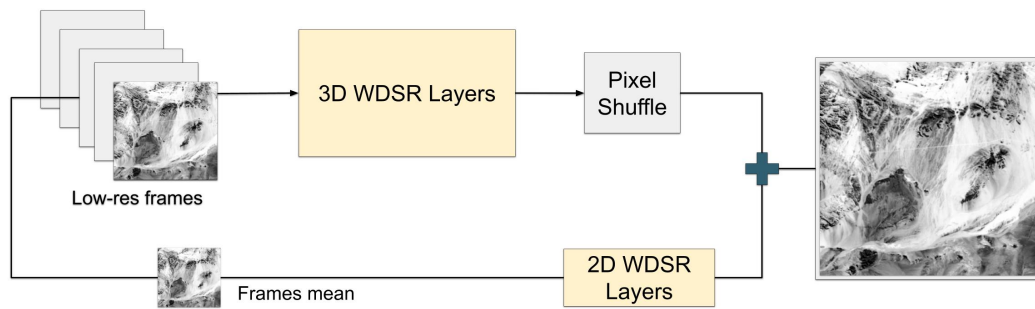 3D WDSR Layers
Pixel
Shuffle
Low-res frames
Frames mean
2D WDSR
Layers